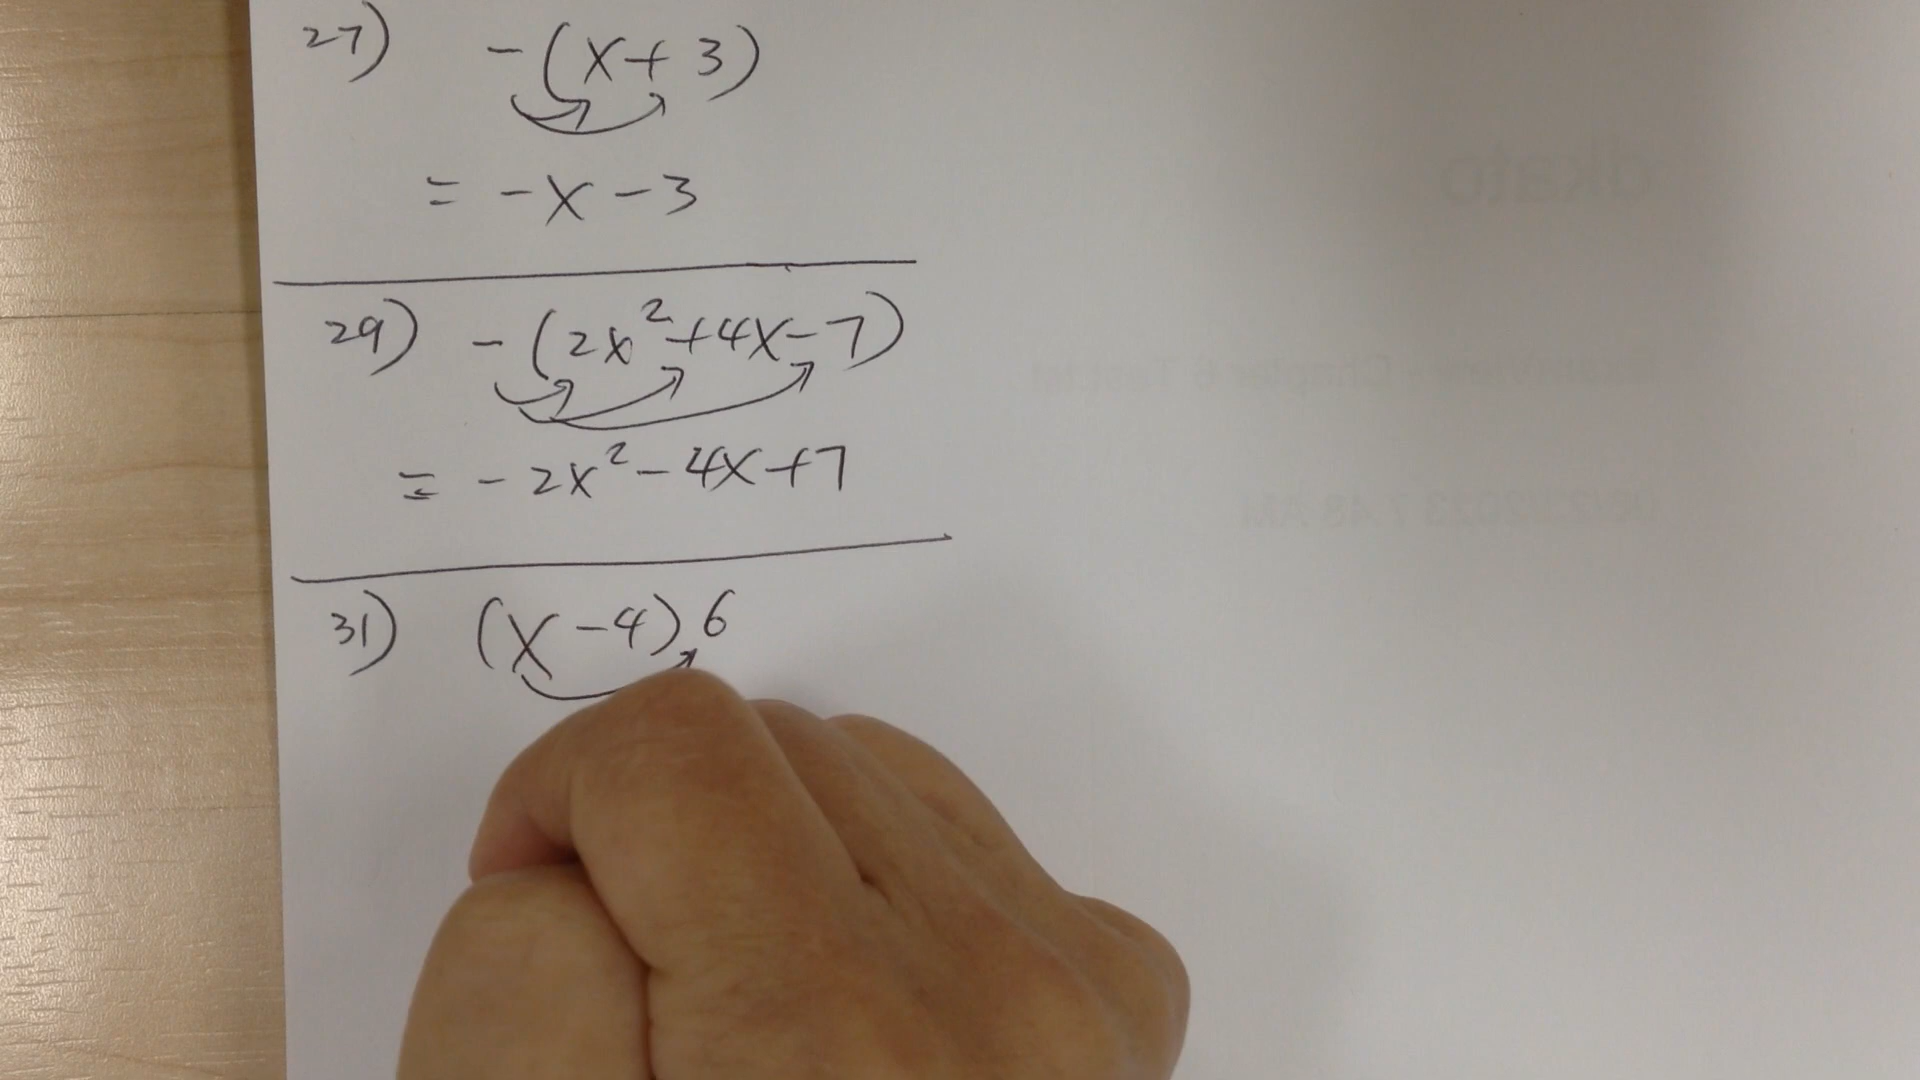 27) -(x+3)
= -x-3
29) -(2x²+4x-7)
= -2x²-4x+7
31) (x-4)6